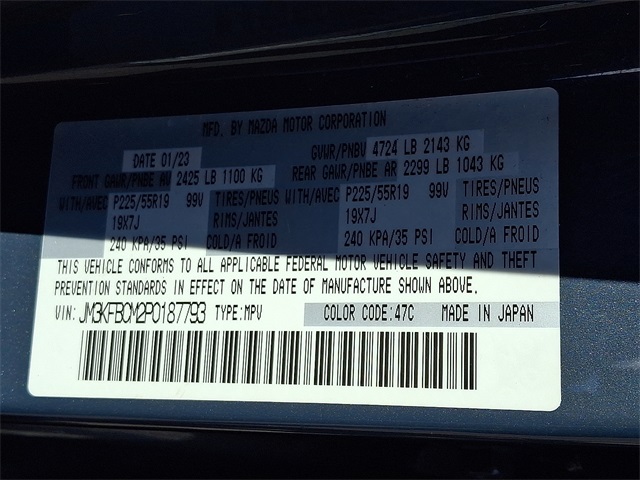 MFD. BY MAZDA MOTOR CORPORATION
DATE 01/23 GVWR/PNBV 4724 LB 2143 KG
FRONT GAWR/PNBE AV 2425 LB 1100 KG REAR GAWR/PNBE AR 2299 LB 1043 KG
WITH/AVEC P225/55R19 99V TIRES/PNEUS WITH/AVEC P225/55R19 99V TIRES/PNEUS
19X7J RIMS/JANTES 19X7J RIMS/JANTES
240 KPA/35 PSI COLD/A FROID 240 KPA/35 PSI COLD/A FROID
THIS VEHICLE CONFORMS TO ALL APPLICABLE FEDERAL MOTOR VEHICLE SAFETY AND THEFT
PREVENTION STANDARDS IN EFFECT ON THE DATE OF MANUFACTURE SHOWN ABOVE.
VIN: JM3KFBCM2P0187793 TYPE:MPV COLOR CODE:47C MADE IN JAPAN